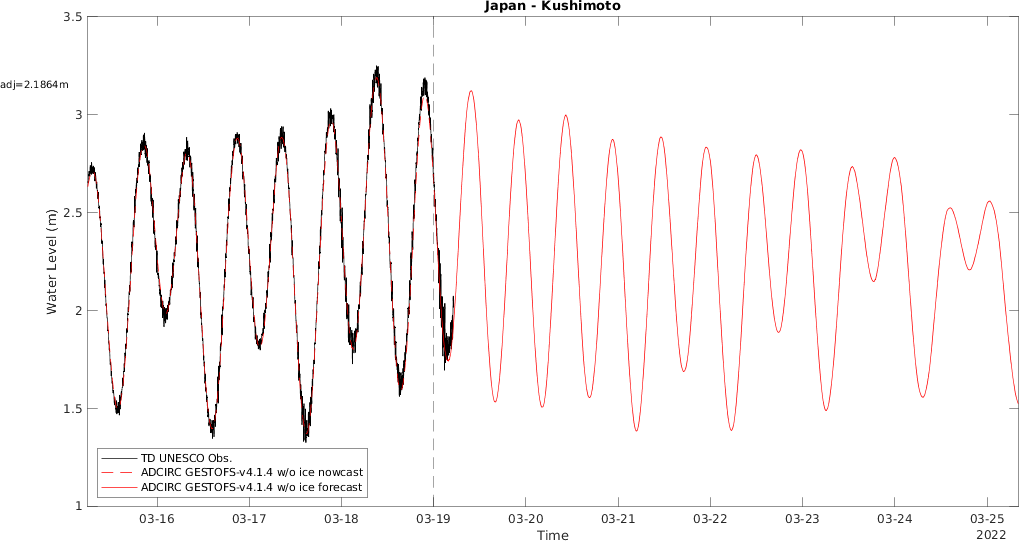 Japan - Kushimoto
adj=2.1864m
3.5
3
2.5
2
1.5
1
Water Level (m)
TD UNESCO Obs.
ADCIRC GESTOFS-v4.1.4 w/o ice nowcast
ADCIRC GESTOFS-v4.1.4 w/o ice forecast
03-16 03-17 03-18 03-19 03-20 03-21 03-22 03-23 03-24 03-25
Time
2022